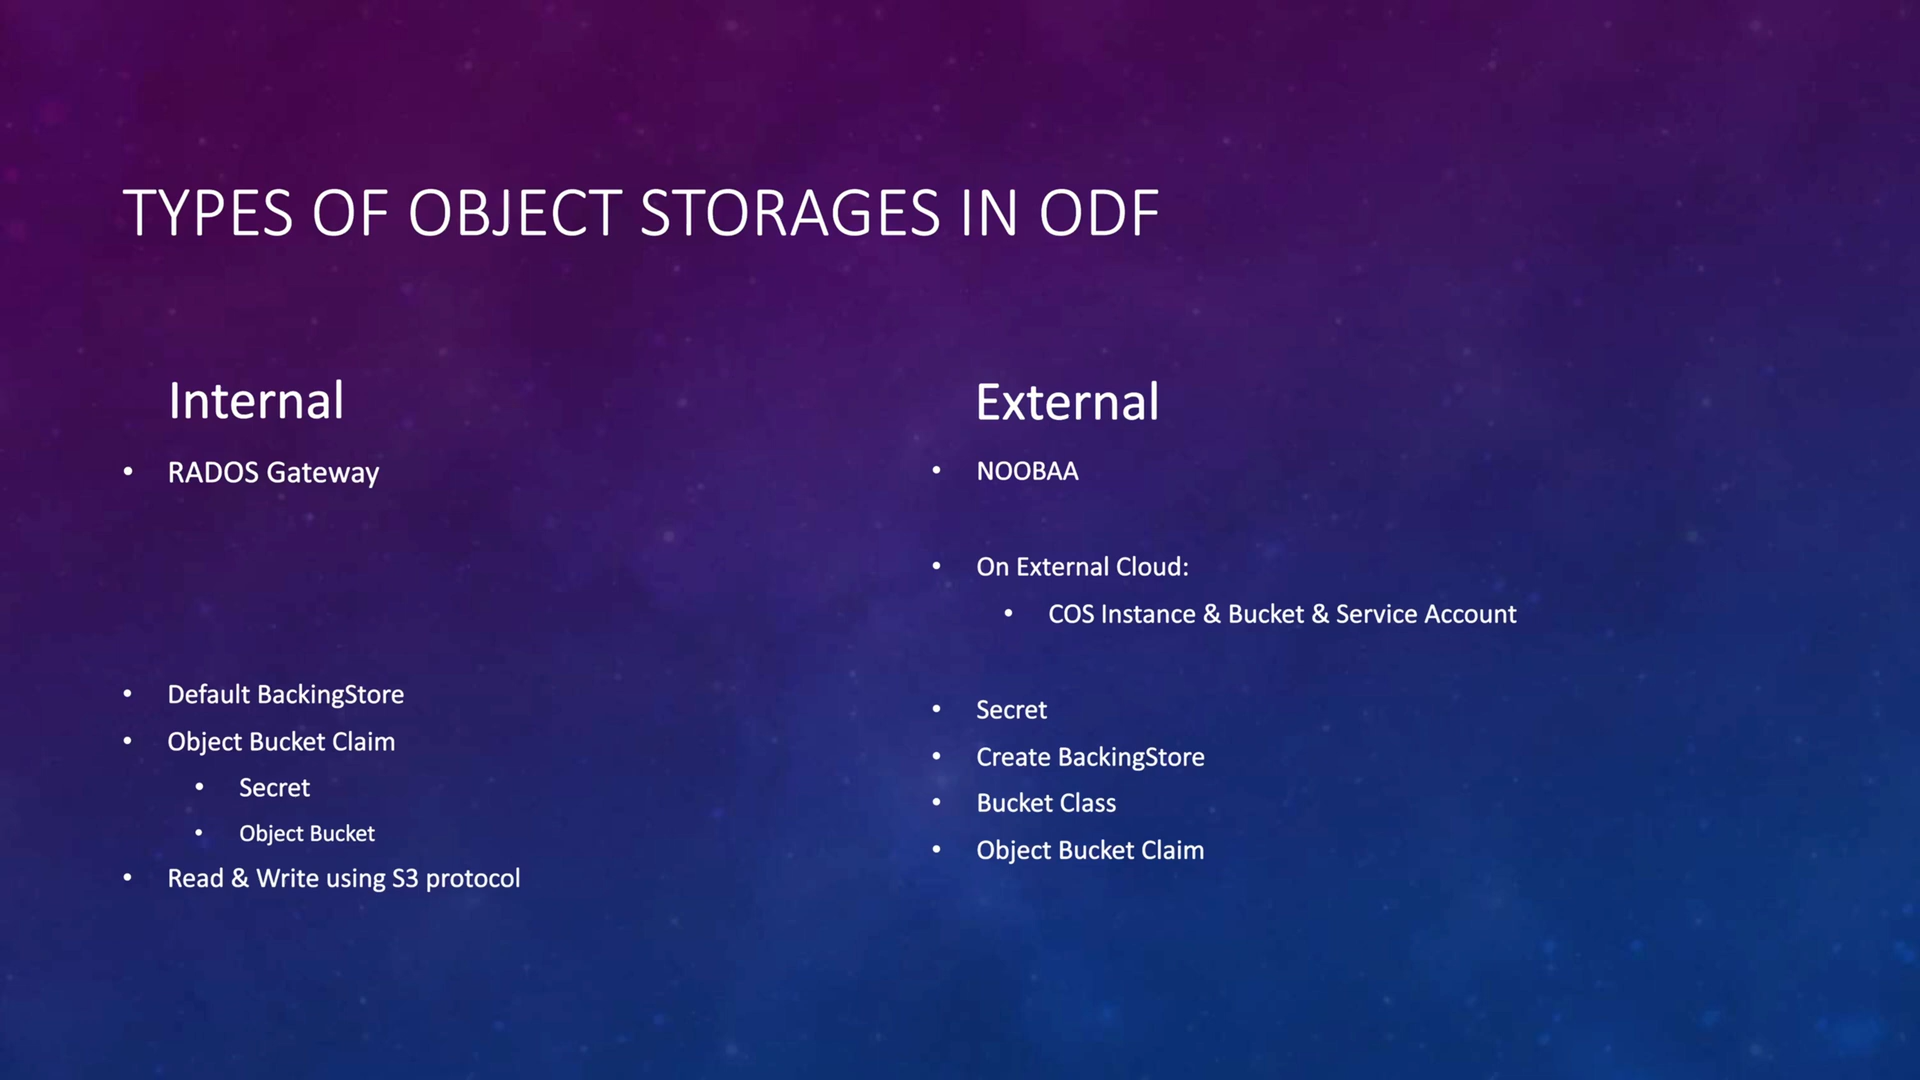 TYPES OF OBJECT STORAGES IN ODF
Internal
• RADOS Gateway
• Default BackingStore
• Object Bucket Claim
• Secret
• Object Bucket
• Read & Write using S3 protocol
External
• NOOBAA
• On External Cloud:
• COS Instance & Bucket & Service Account
• Secret
• Create BackingStore
• Bucket Class
• Object Bucket Claim